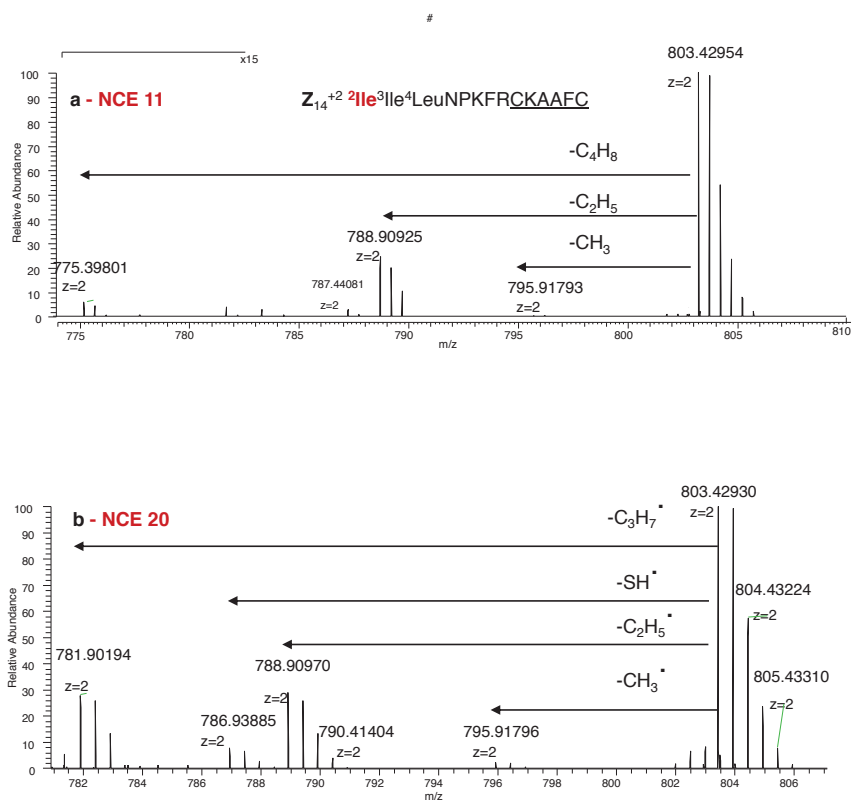 #
x15
803.42954
z=2
a - NCE 11
Z14+2 2Ile3Ile4LeuNPKFRCKAAFC
-C4H8
-C2H5
788.90925
z=2
-CH3
775.39801
z=2
787.44081
z=2
795.91793
z=2
Relative Abundance
100
90
80
70
60
50
40
30
20
10
0
775 780 785 790 795 800 805 810
m/z
803.42930
z=2
b - NCE 20
-C3H7▪
-SH▪
804.43224
z=2
-C2H5▪
781.90194
z=2
788.90970
z=2
-CH3▪
805.43310
z=2
786.93885
z=2
790.41404
z=2
795.91796
z=2
Relative Abundance
100
90
80
70
60
50
40
30
20
10
0
782 784 786 788 790 792 794 796 798 800 802 804 806
m/z